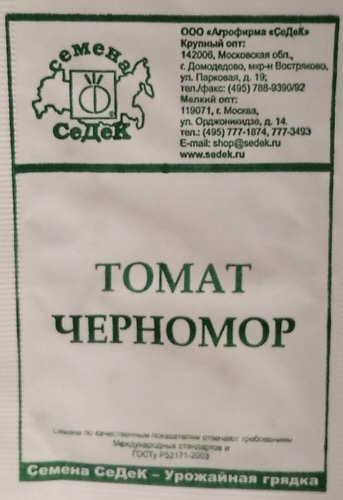 семена
СеДеК
ООО «Агрофирма «СеДеК»
Крупный опт:
142006, Московская обл.,
г. Домодедово, мкр-н Востряково,
ул. Парковая, д. 19;
тел./факс: (495) 788-9390/92
Мелкий опт:
119071, г. Москва,
ул. Орджоникидзе, д. 14.
тел.: (495) 777-1874, 777-3493
E-mail: shop@sedek.ru
www.sedek.ru
ТОМАТ
ЧЕРНОМОР
Семена по качественным показателям отвечают требованиям
Международных стандартов и
ГОСТу Р52171-2003
Семена СеДеК – Урожайная грядка